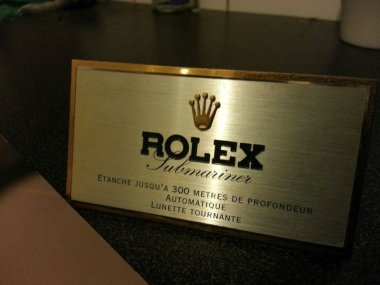 ROLEX
Submariner
ETANCHE JUSQU'A 300 METRES DE PROFONDEUR
AUTOMATIQUE
LUNETTE TOURNANTE